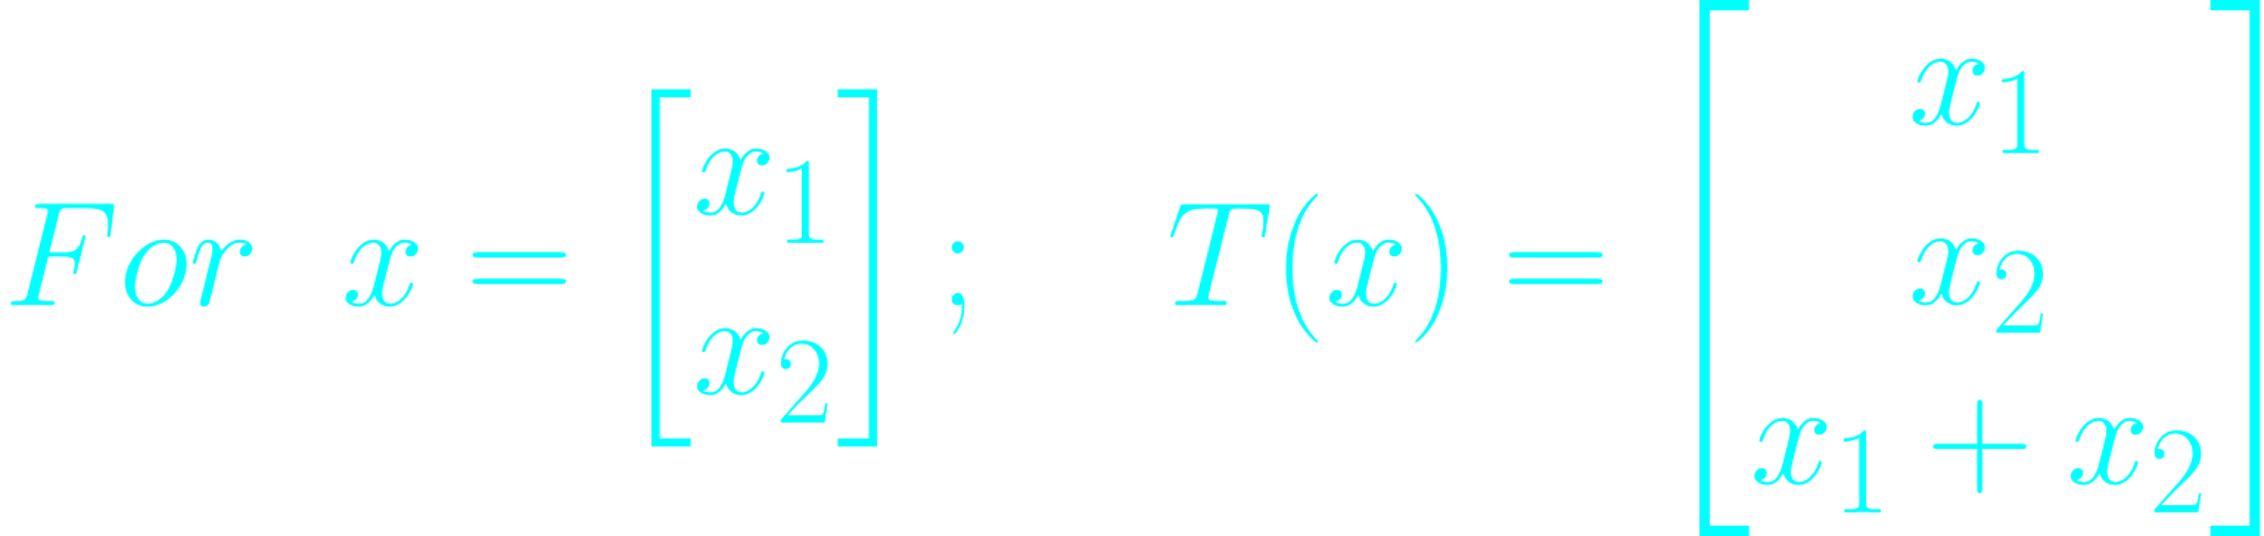 For x = [x₁ x₂] ; T(x) = [x₁ x₂ x₁ + x₂]